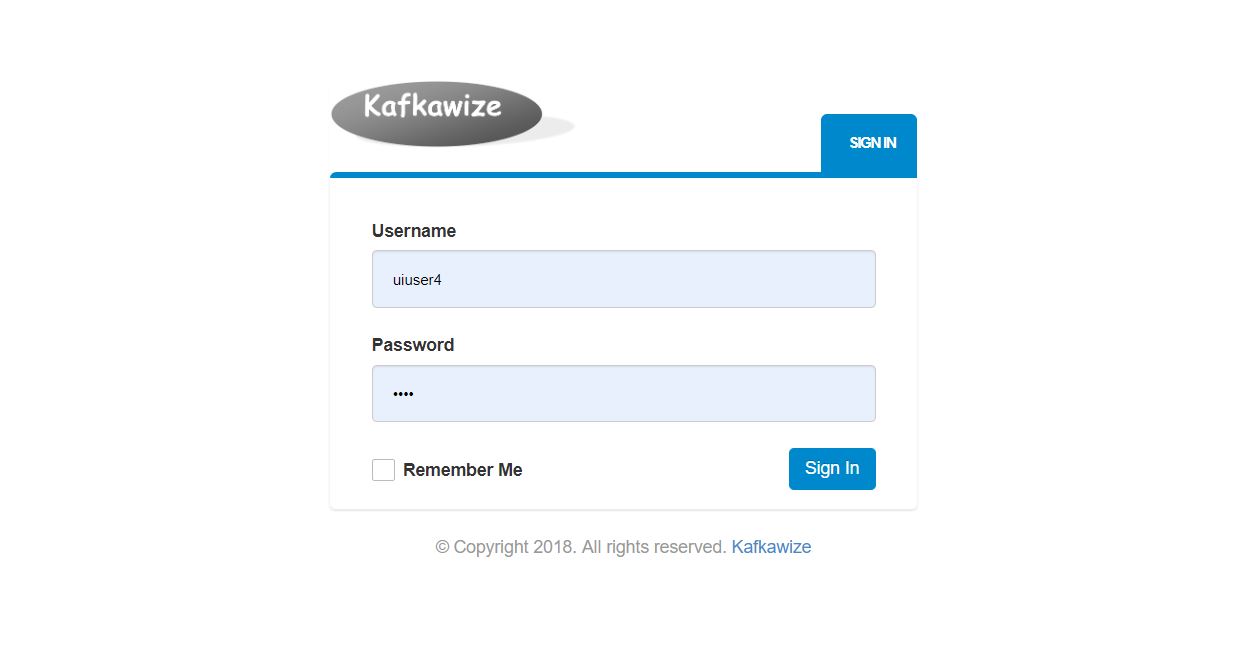 Kafkawize
SIGN IN
Username
uiuser4
Password
••••
Remember Me
Sign In
© Copyright 2018. All rights reserved. Kafkawize